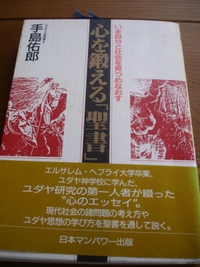 いま自分と社会を見つめなおす
心を鍛える「聖書」
手島佑郎
エルサレム・ヘブライ大学卒業、
ユダヤ神学校に学んだ、
ユダヤ研究の第一人者が綴った
“心のエッセイ”。
現代社会の諸問題の考え方や
ユダヤ思想の学び方を聖書を通して説く。
日本マンパワー出版